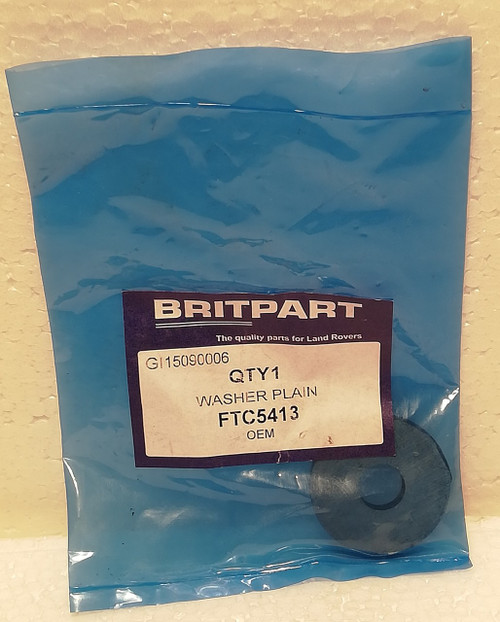 BRITPART
The quality parts for Land Rovers
GI15090006
QTY1
WASHER PLAIN
FTC5413
OEM